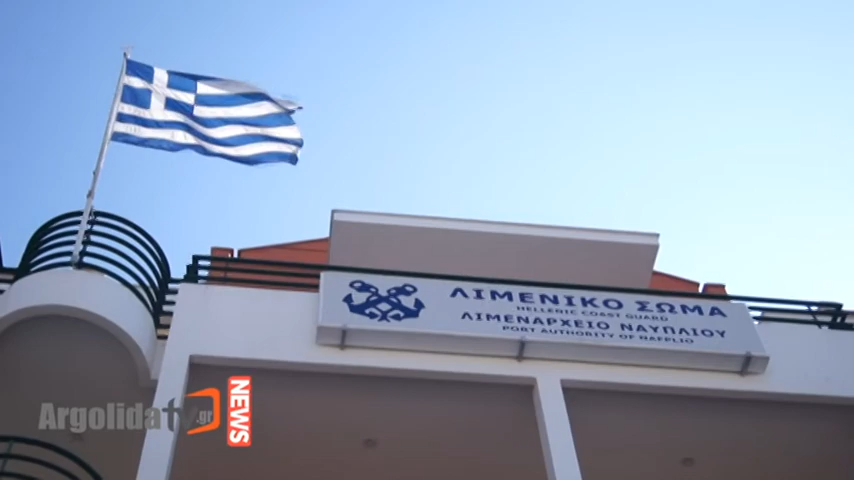 ΛΙΜΕΝΙΚΟ ΣΩΜΑ
HELLENIC COAST GUARD
ΛΙΜΕΝΑΡΧΕΙΟ ΝΑΥΠΛΙΟΥ
PORT AUTHORITY OF NAFPLIO
Argolidatv.gr
NEWS